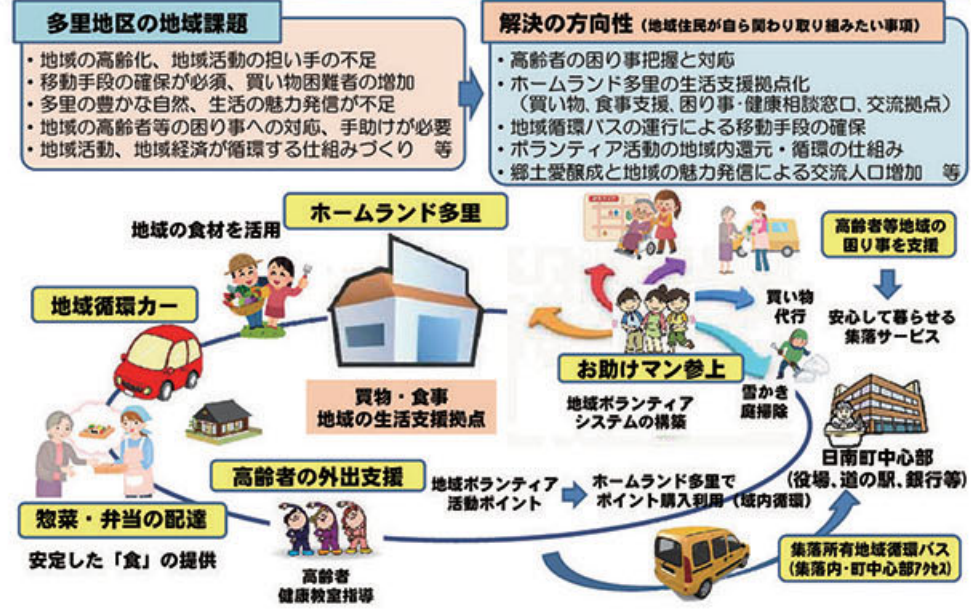 多里地区の地域課題
・地域の高齢化、地域活動の担い手の不足
・移動手段の確保が必須、買い物困難者の増加
・多里の豊かな自然、生活の魅力発信が不足
・地域の高齢者等の困り事への対応、手助けが必要
・地域活動、地域経済が循環する仕組みづくり　等
解決の方向性（地域住民が自ら関わり取り組みたい事項）
・高齢者の困り事把握と対応
・ホームランド多里の生活支援拠点化
（買い物、食事支援、困り事・健康相談窓口、交流拠点）
・地域循環バスの運行による移動手段の確保
・ボランティア活動の地域内還元・循環の仕組み
・郷土愛醸成と地域の魅力発信による交流人口増加　等
ホームランド多里
地域の食材を活用
地域循環カー
買物・食事
地域の生活支援拠点
お助けマン参上
地域ボランティア
システムの構築
買い物
代行
雪かき
庭掃除
高齢者等地域の
困り事を支援
安心して暮らせる
集落サービス
日南町中心部
（役場、道の駅、銀行等）
高齢者の外出支援
地域ボランティア
活動ポイント
ホームランド多里で
ポイント購入利用（域内循環）
惣菜・弁当の配達
安定した「食」の提供
高齢者
健康教室指導
集落所有地域循環バス
（集落内・町中心部ｱｸｾｽ）